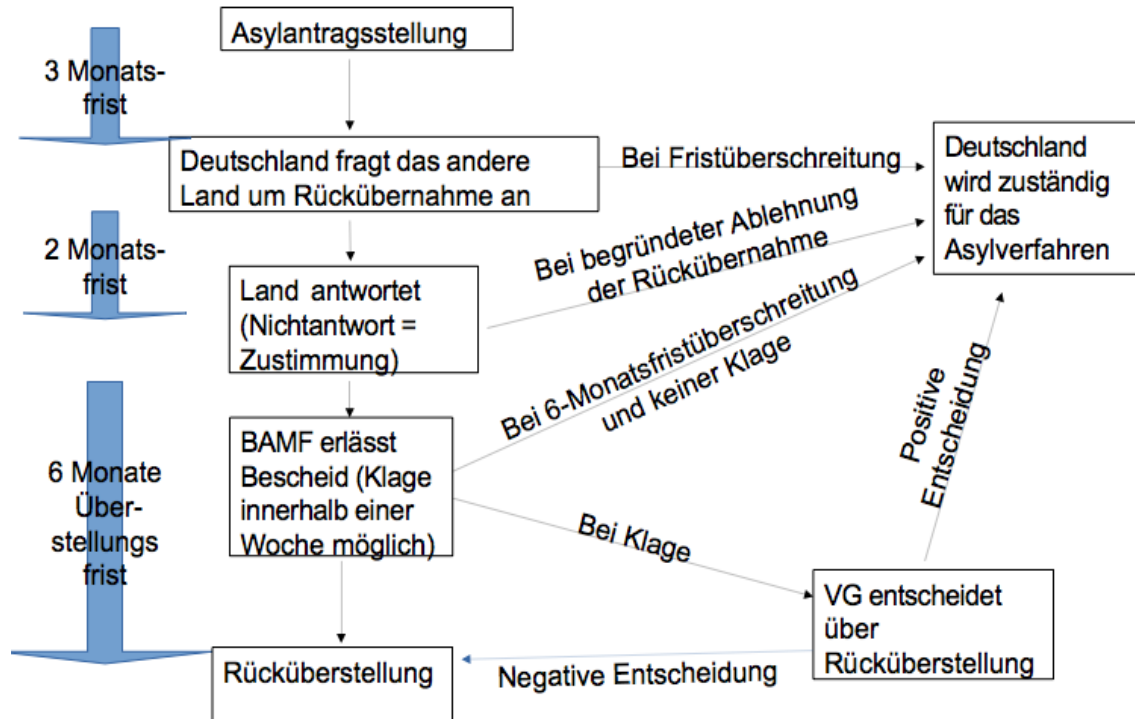 Asylantragsstellung
3 Monats-
frist
Deutschland fragt das andere
Land um Rückübernahme an
Bei Fristüberschreitung
Deutschland
wird zuständig
für das
Asylverfahren
2 Monats-
frist
Land antwortet
(Nichtantwort =
Zustimmung)
Bei begründeter Ablehnung
der Rückübernahme
Bei 6-Monatsfristüberschreitung
und keiner Klage
6 Monate
Über-
stellungs
frist
BAMF erlässt
Bescheid (Klage
innerhalb einer
Woche möglich)
Bei Klage
Positive
Entscheidung
VG entscheidet
über
Rücküberstellung
Negative Entscheidung
Rücküberstellung